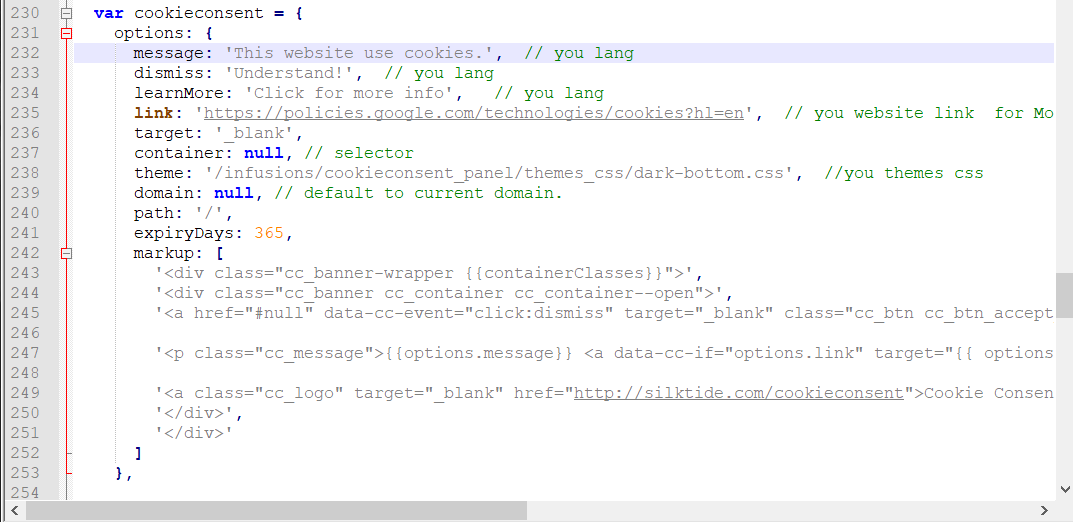 230 var cookieconsent = {
231 options: {
232 message: 'This website use cookies.', // you lang
233 dismiss: 'Understand!', // you lang
234 learnMore: 'Click for more info', // you lang
235 link: 'https://policies.google.com/technologies/cookies?hl=en', // you website link for Mo
236 target: '_blank',
237 container: null, // selector
238 theme: '/infusions/cookieconsent_panel/themes_css/dark-bottom.css', //you themes css
239 domain: null, // default to current domain.
240 path: '/',
241 expiryDays: 365,
242 markup: [
243 '<div class="cc_banner-wrapper {{containerClasses}}">',
244 '<div class="cc_banner cc_container cc_container--open">',
245 '<a href="#null" data-cc-event="click:dismiss" target="_blank" class="cc_btn cc_btn_accept
246
247 '<p class="cc_message">{{options.message}} <a data-cc-if="options.link" target="{{ options
248
249 '<a class="cc_logo" target="_blank" href="http://silktide.com/cookieconsent">Cookie Consen
250 '</div>',
251 '</div>'
252 ]
253 },
254